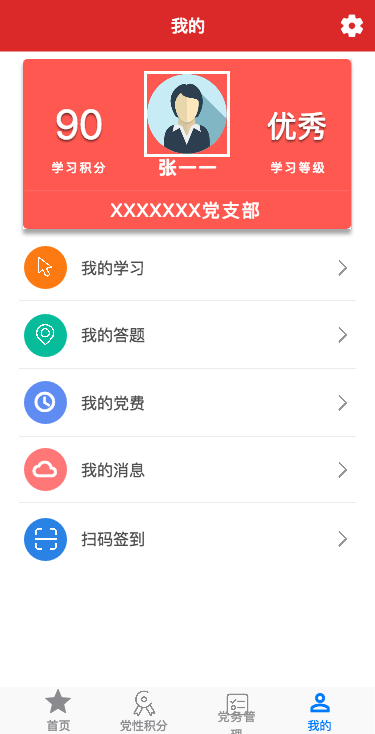 我的
90
优秀
学习积分
张一一
学习等级
XXXXXXX党支部
我的学习
我的答题
我的党费
我的消息
扫码签到
首页
党性积分
党务管
理
我的